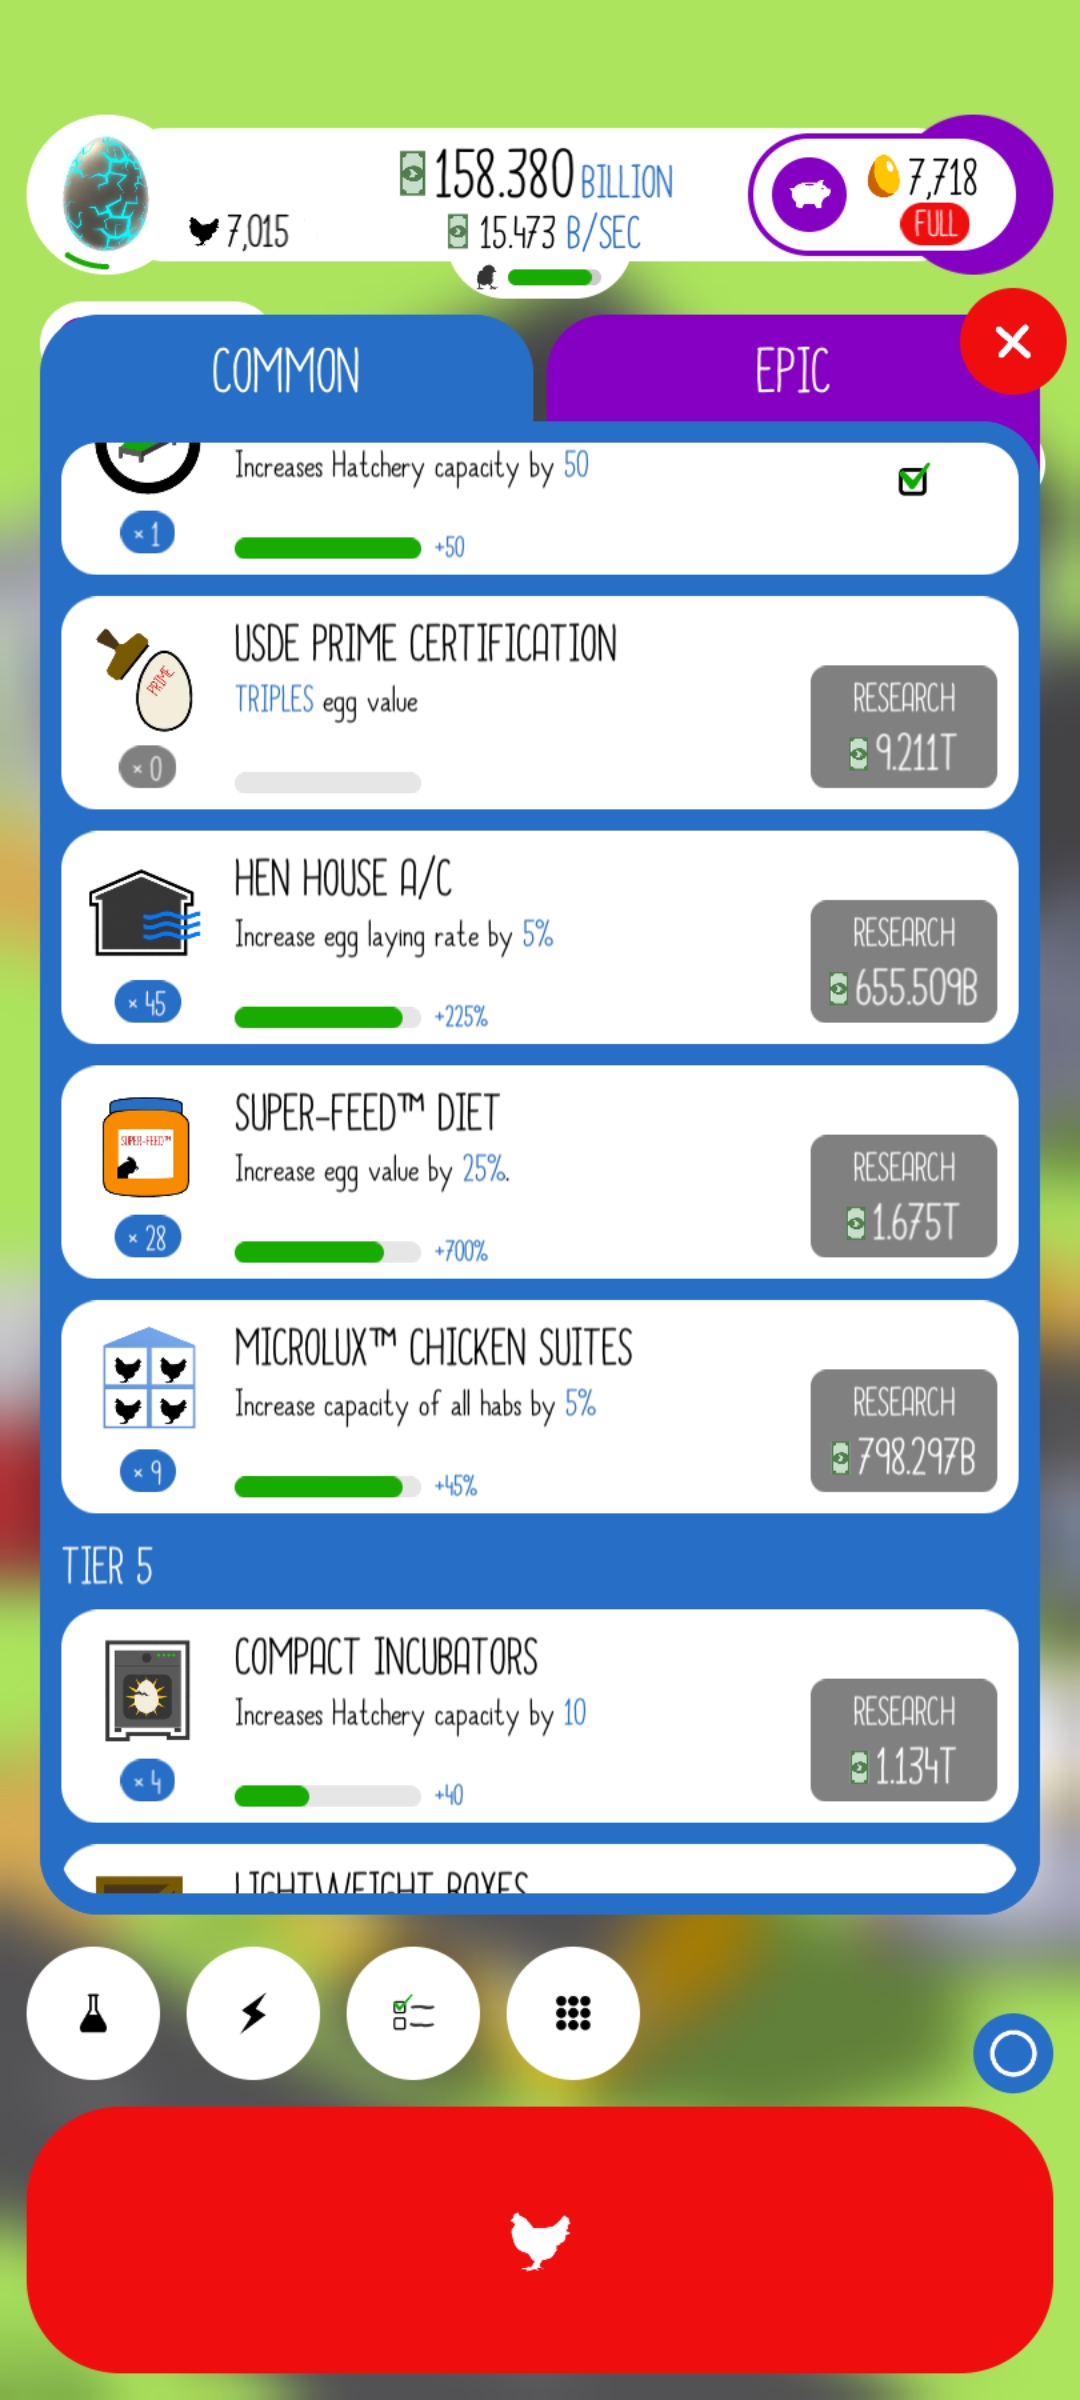 158.380 BILLION
7,718
7,015
15.473 B/SEC
FULL
COMMON
EPIC
Increases Hatchery capacity by 50
× 1
+50
USDE PRIME CERTIFICATION
PRIME
TRIPLES egg value
RESEARCH
9.211T
× 0
HEN HOUSE A/C
Increase egg laying rate by 5%
RESEARCH
655.509B
× 45
+225%
SUPER-FEED™ DIET
SUPER-FEED™
Increase egg value by 25%.
RESEARCH
1.675T
× 28
+700%
MICROLUX™ CHICKEN SUITES
Increase capacity of all habs by 5%
RESEARCH
798.297B
× 9
+45%
TIER 5
COMPACT INCUBATORS
Increases Hatchery capacity by 10
RESEARCH
1.134T
× 4
+40
LIGHTWEIGHT BOXES